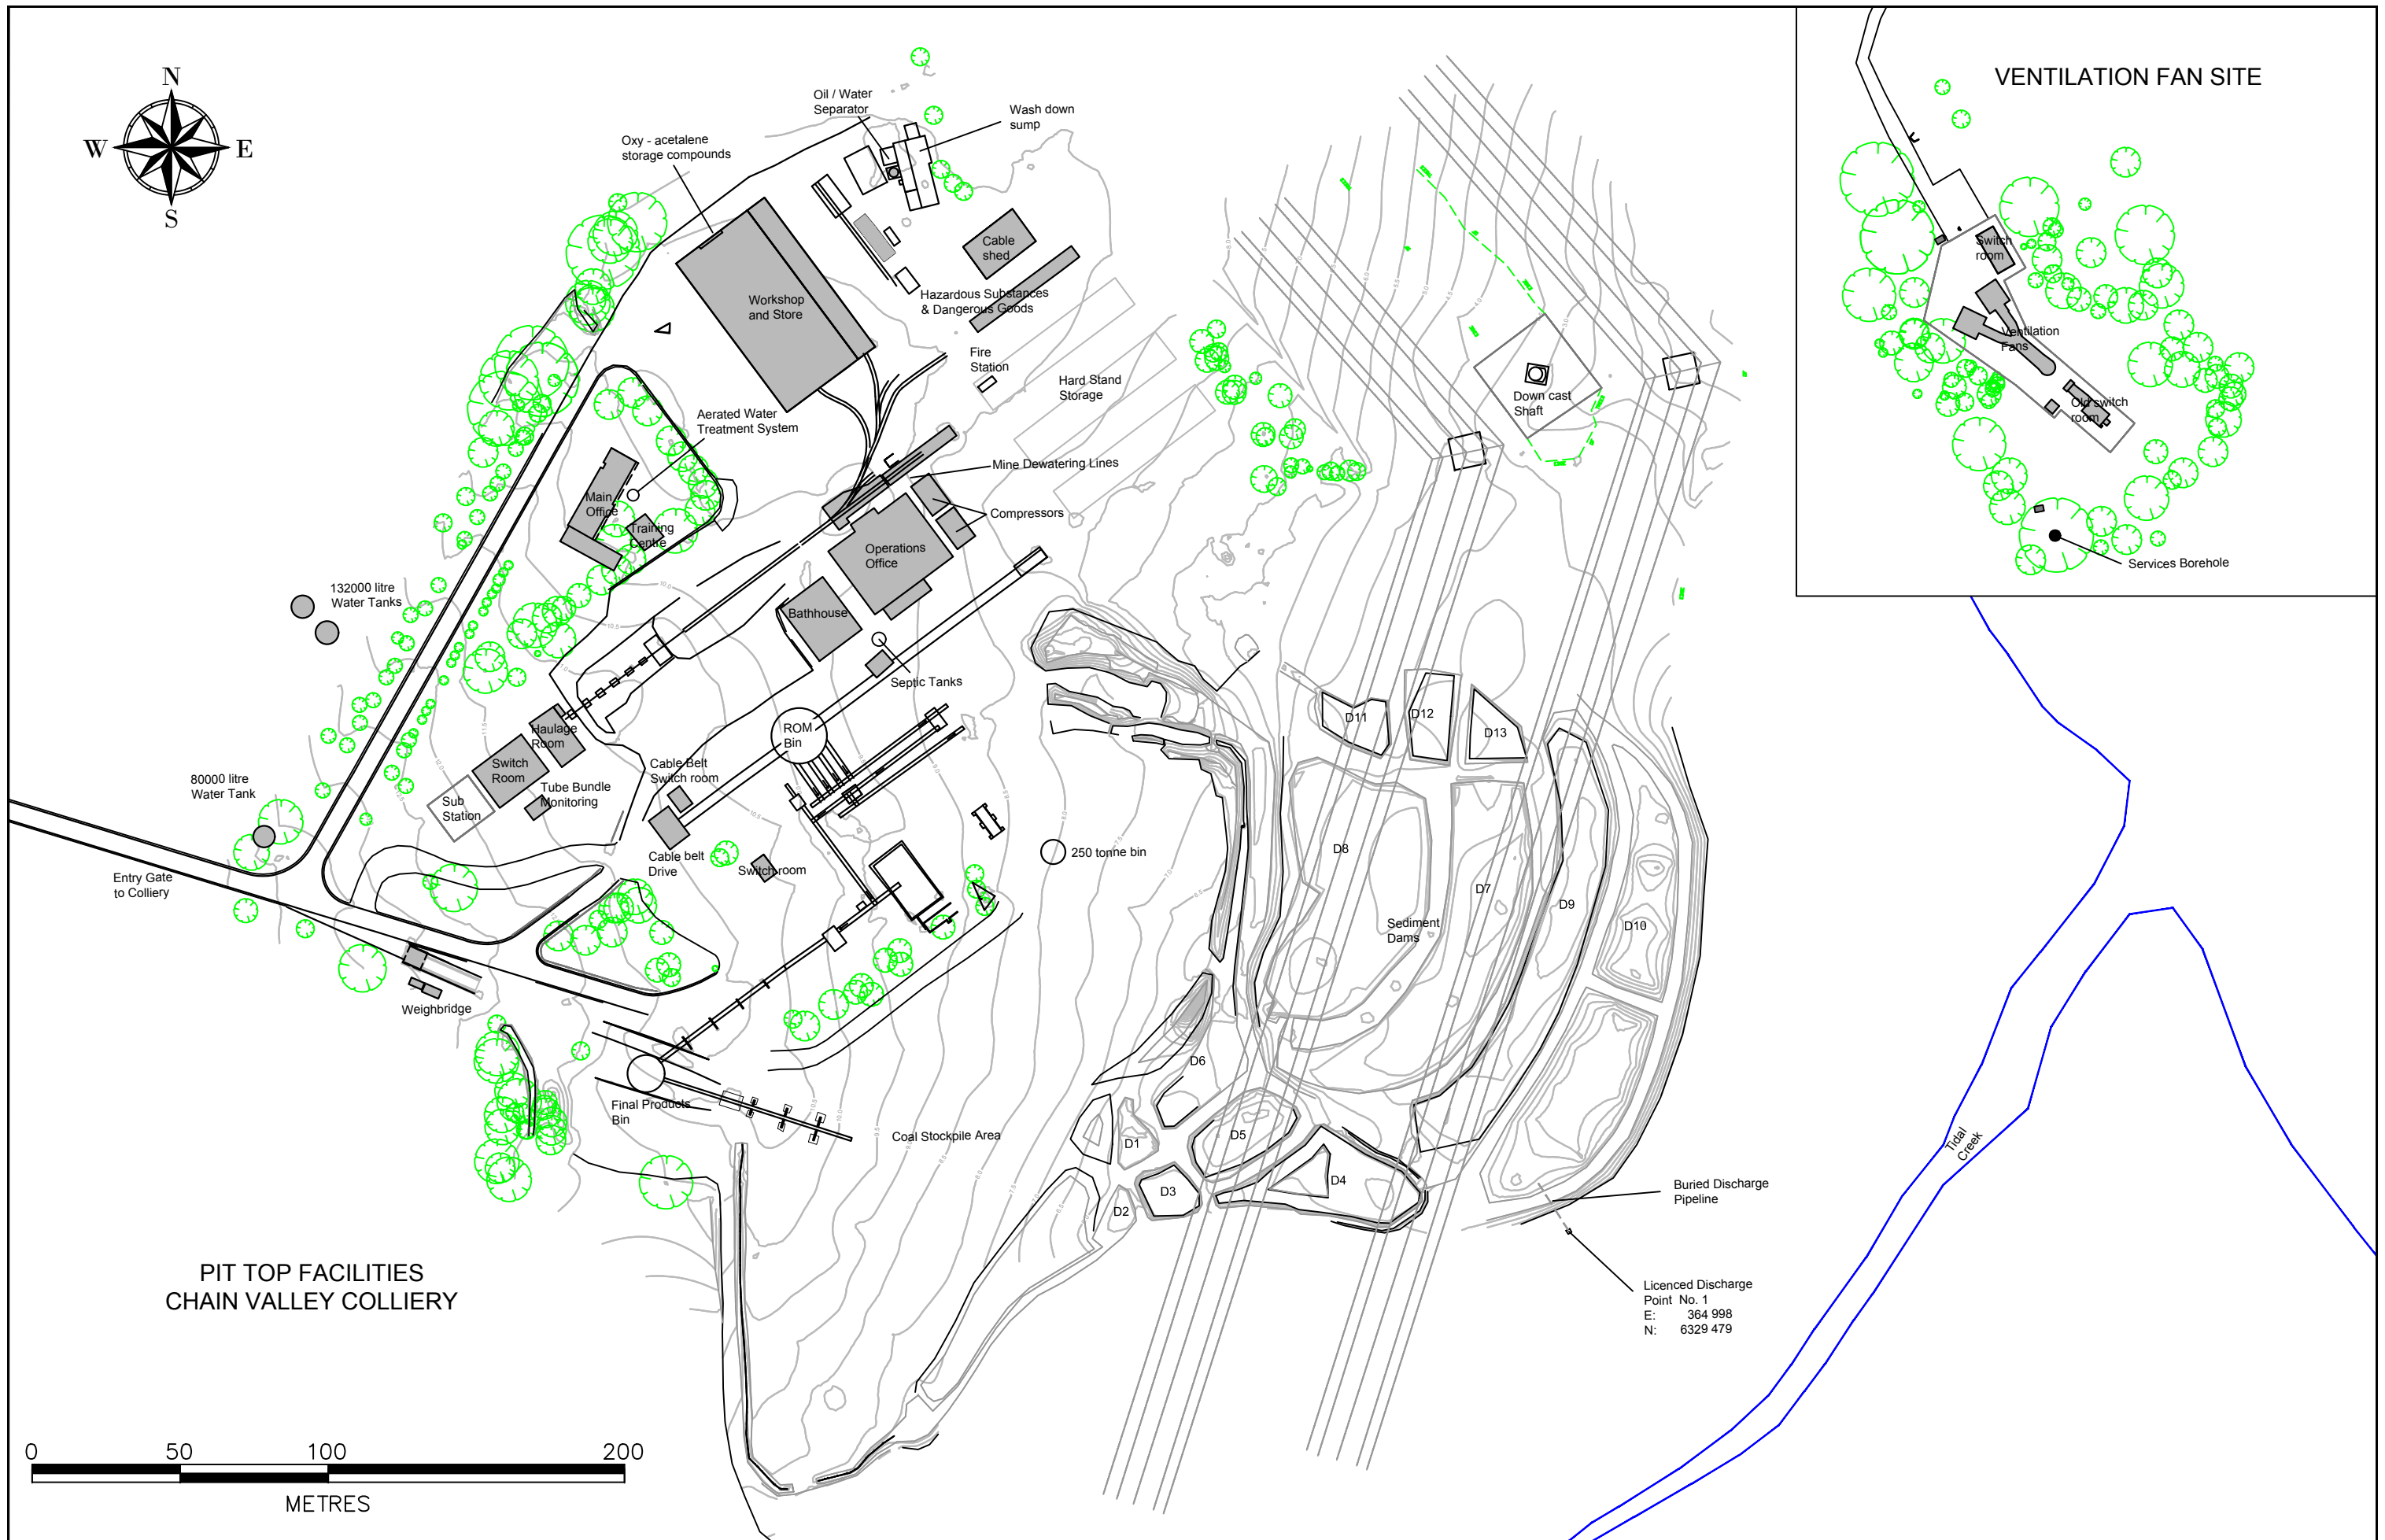 N
W
E
S
VENTILATION FAN SITE
Switch
room
Ventilation
Fans
Old switch
room
Services Borehole
Oil / Water
Separator
Wash down
sump
Oxy - acetalene
storage compounds
Cable
shed
Workshop
and Store
Hazardous Substances
& Dangerous Goods
Fire
Station
Hard Stand
Storage
Down cast
Shaft
Aerated Water
Treatment System
Mine Dewatering Lines
Main
Office
Training
Centre
Compressors
Operations
Office
132000 litre
Water Tanks
Bathhouse
Septic Tanks
ROM
Bin
Haulage
Room
Switch
Room
Cable Belt
Switch room
80000 litre
Water Tank
Tube Bundle
Monitoring
Sub
Station
Cable belt
Drive
Switch room
250 tonne bin
Entry Gate
to Colliery
Weighbridge
Final Products
Bin
Coal Stockpile Area
D11
D12
D13
D8
D7
D9
D10
Sediment
Dams
D6
D1
D5
D4
D3
D2
Tidal
Creek
Buried Discharge
Pipeline
Licenced Discharge
Point No. 1
E: 364 998
N: 6329 479
PIT TOP FACILITIES
CHAIN VALLEY COLLIERY
0 50 100 200
METRES